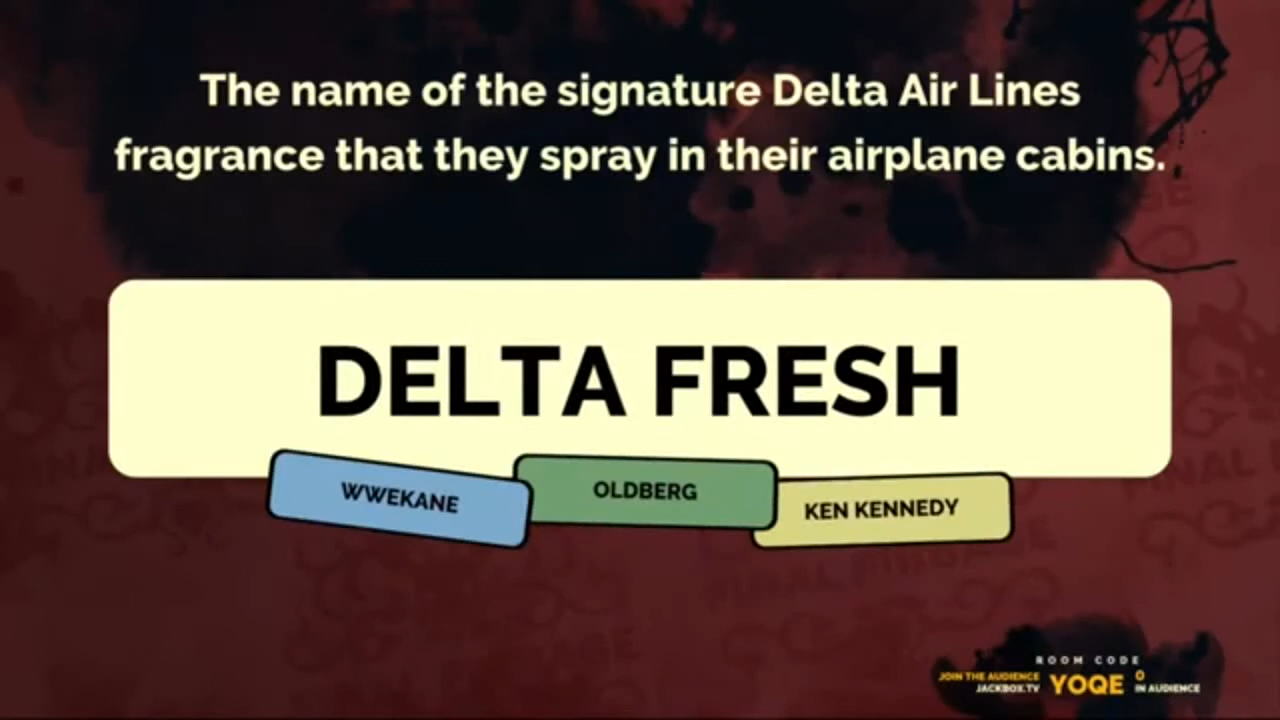 The name of the signature Delta Air Lines
fragrance that they spray in their airplane cabins.
DELTA FRESH
WWEKANE
OLDBERG
KEN KENNEDY
ROOM CODE
JOIN THE AUDIENCE
JACKBOX.TV
YOQE
0
IN AUDIENCE